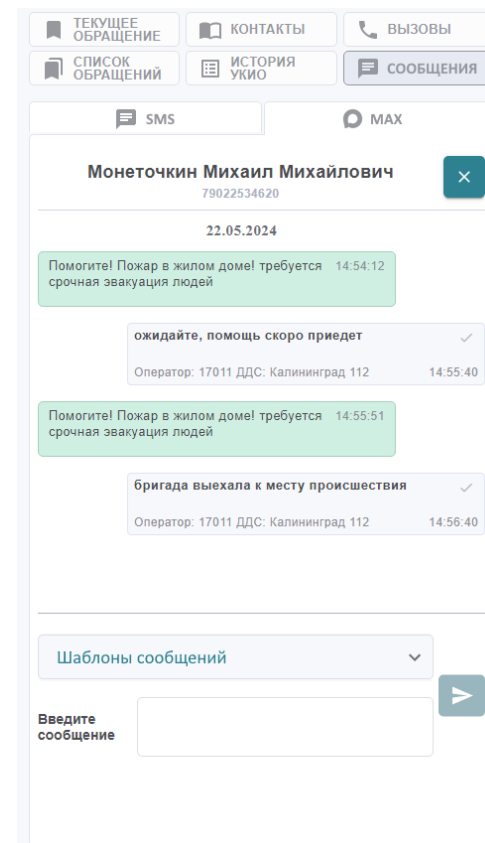 ТЕКУЩЕЕ
ОБРАЩЕНИЕ
КОНТАКТЫ
ВЫЗОВЫ
СПИСОК
ОБРАЩЕНИЙ
ИСТОРИЯ
УКИО
СООБЩЕНИЯ
SMS
MAX
Монеточкин Михаил Михайлович
79022534620
22.05.2024
Помогите! Пожар в жилом доме! требуется 14:54:12
срочная эвакуация людей
ожидайте, помощь скоро приедет
Оператор: 17011 ДДС: Калининград 112 14:55:40
Помогите! Пожар в жилом доме! требуется 14:55:51
срочная эвакуация людей
бригада выехала к месту происшествия
Оператор: 17011 ДДС: Калининград 112 14:56:40
Шаблоны сообщений
Введите
сообщение